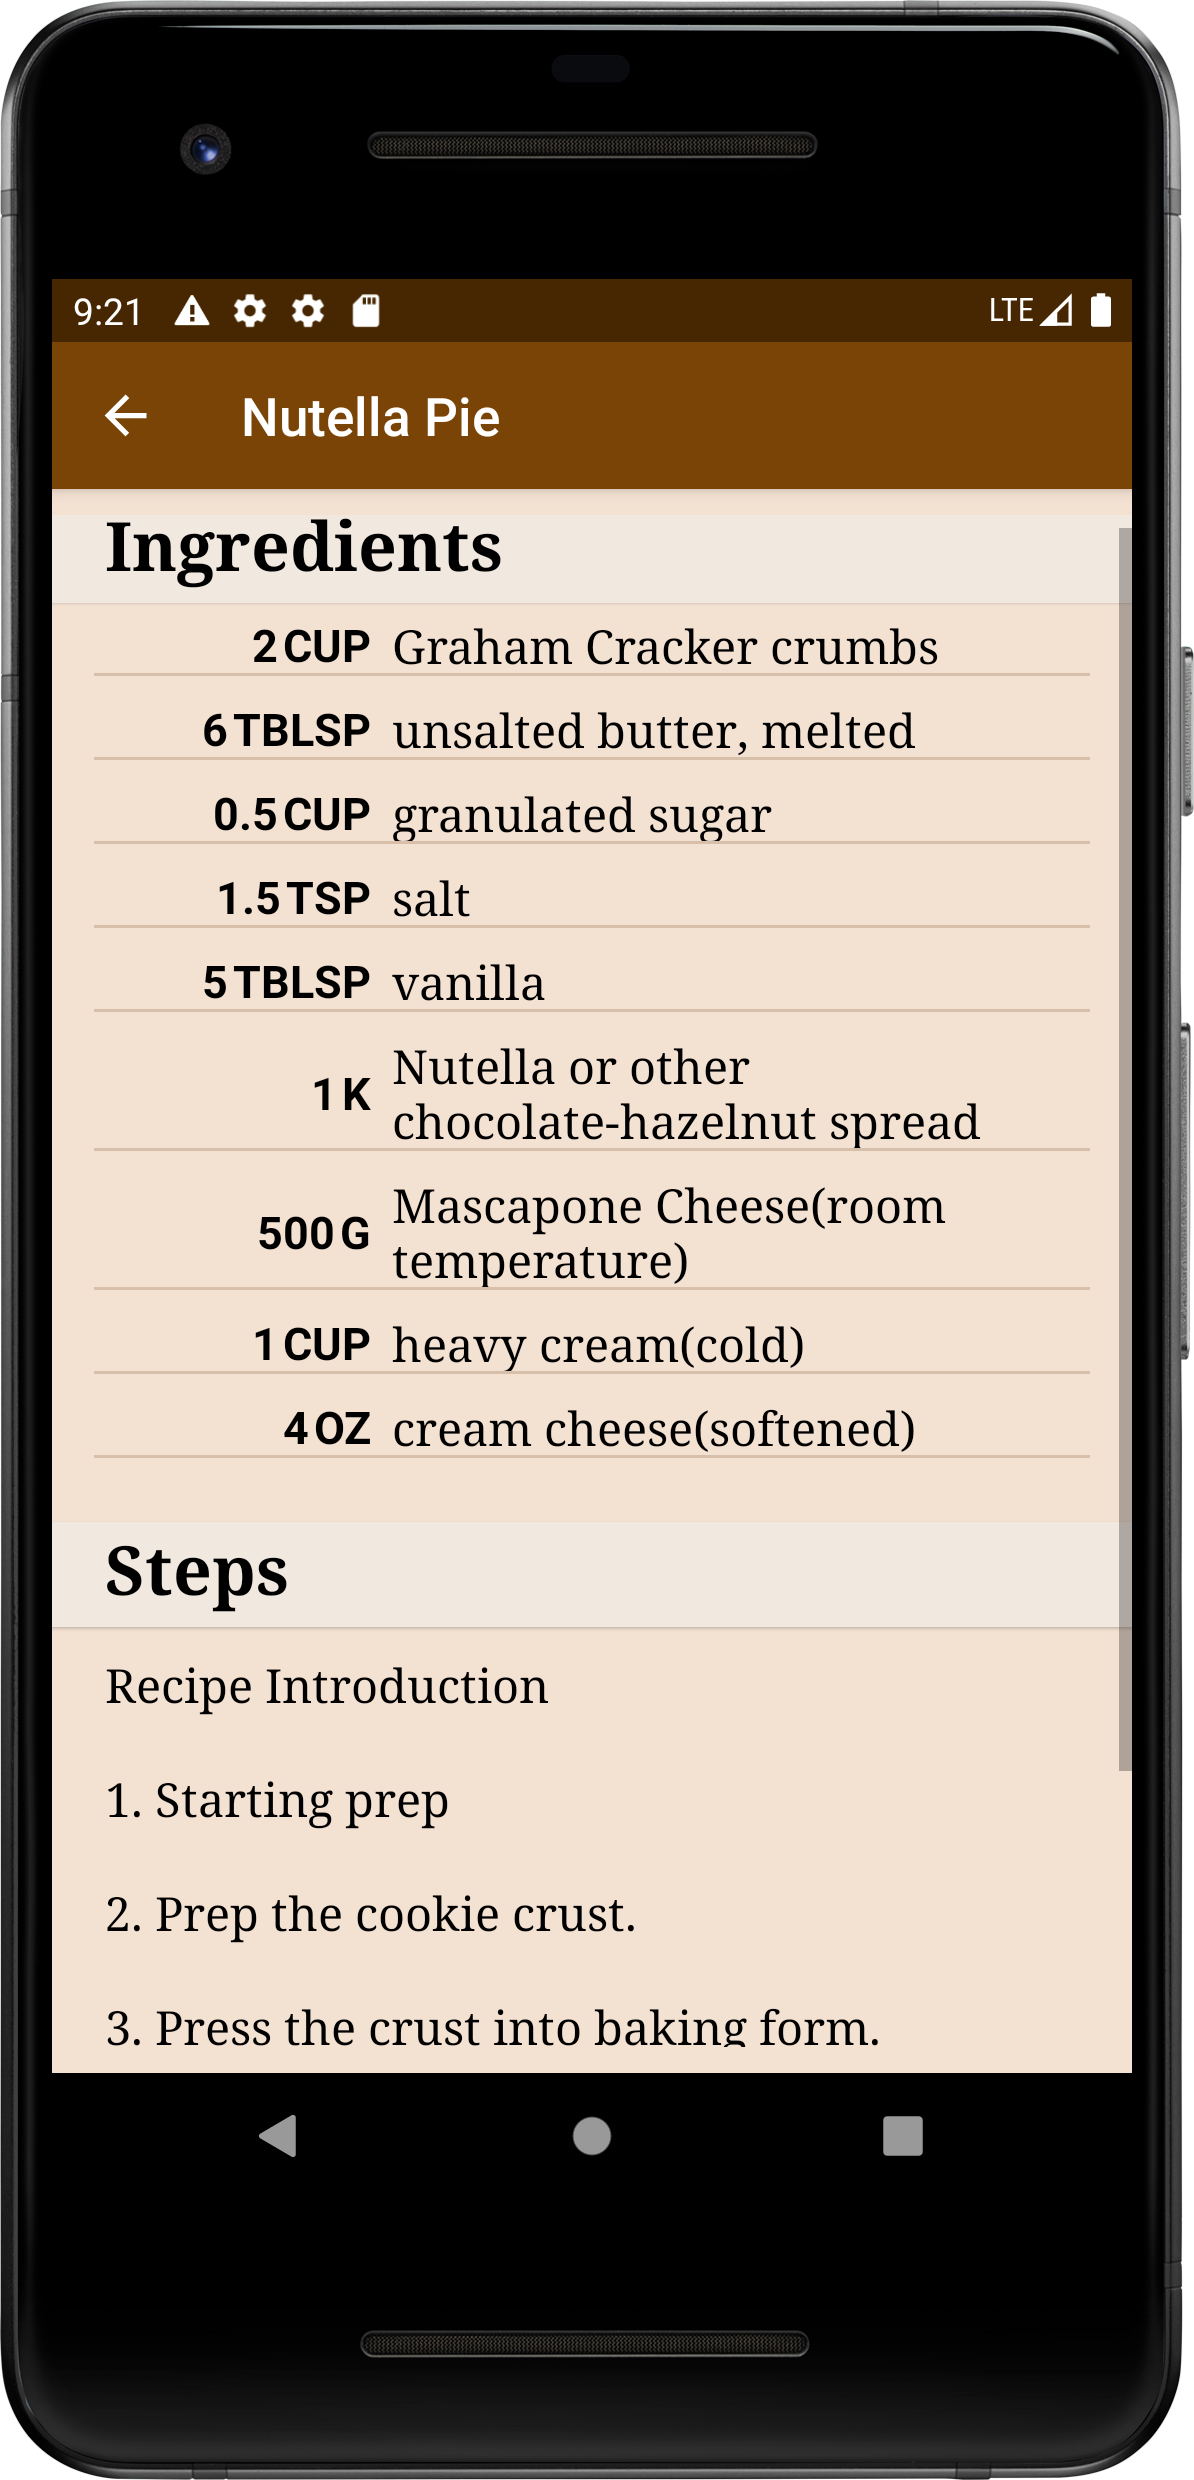 9:21 LTE
Nutella Pie
Ingredients
2 CUP Graham Cracker crumbs
6 TBLSP unsalted butter, melted
0.5 CUP granulated sugar
1.5 TSP salt
5 TBLSP vanilla
1 K Nutella or other
chocolate-hazelnut spread
500 G Mascapone Cheese(room
temperature)
1 CUP heavy cream(cold)
4 OZ cream cheese(softened)
Steps
Recipe Introduction
1. Starting prep
2. Prep the cookie crust.
3. Press the crust into baking form.